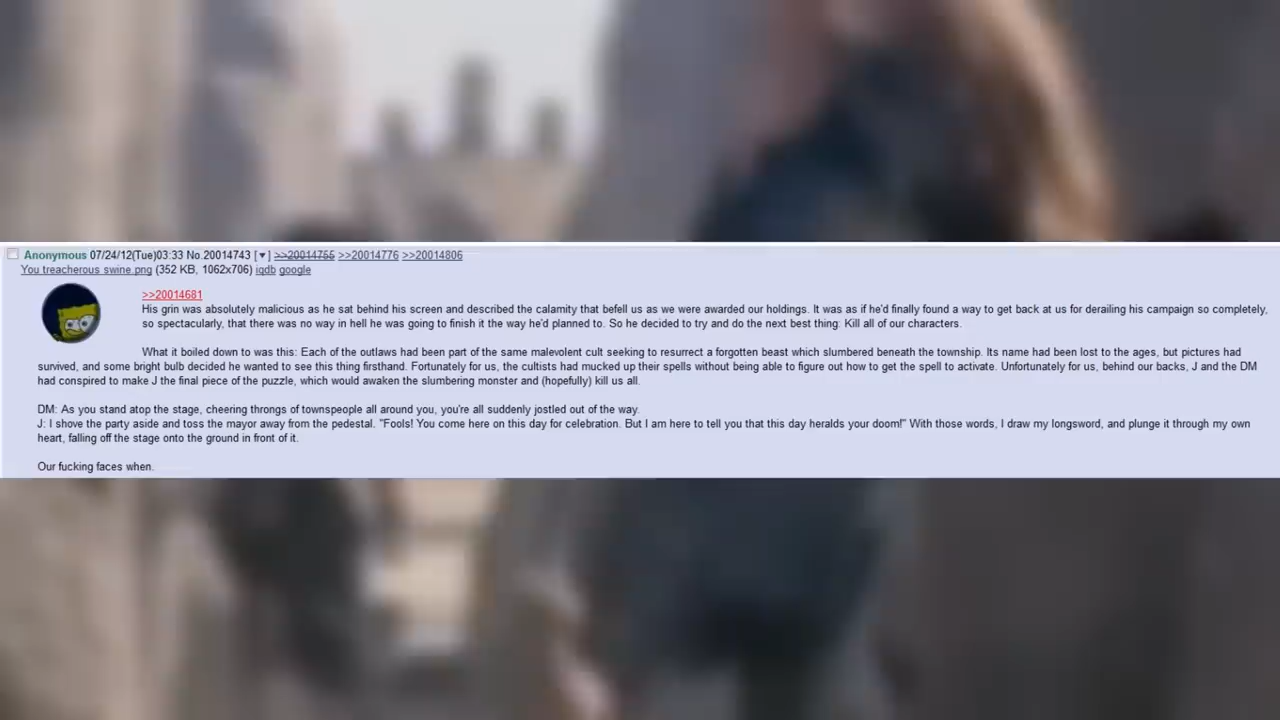 Anonymous 07/24/12(Tue)03:33 No.20014743 [▼] >>20014755 >>20014776 >>20014806
You treacherous swine.png (352 KB, 1062x706) iqdb google
>>20014681
His grin was absolutely malicious as he sat behind his screen and described the calamity that befell us as we were awarded our holdings. It was as if he'd finally found a way to get back at us for derailing his campaign so completely,
so spectacularly, that there was no way in hell he was going to finish it the way he'd planned to. So he decided to try and do the next best thing: Kill all of our characters.
What it boiled down to was this: Each of the outlaws had been part of the same malevolent cult seeking to resurrect a forgotten beast which slumbered beneath the township. Its name had been lost to the ages, but pictures had
survived, and some bright bulb decided he wanted to see this thing firsthand. Fortunately for us, the cultists had mucked up their spells without being able to figure out how to get the spell to activate. Unfortunately for us, behind our backs, J and the DM
had conspired to make J the final piece of the puzzle, which would awaken the slumbering monster and (hopefully) kill us all.
DM: As you stand atop the stage, cheering throngs of townspeople all around you, you're all suddenly jostled out of the way.
J: I shove the party aside and toss the mayor away from the pedestal. "Fools! You come here on this day for celebration. But I am here to tell you that this day heralds your doom!" With those words, I draw my longsword, and plunge it through my own
heart, falling off the stage onto the ground in front of it.
Our fucking faces when.